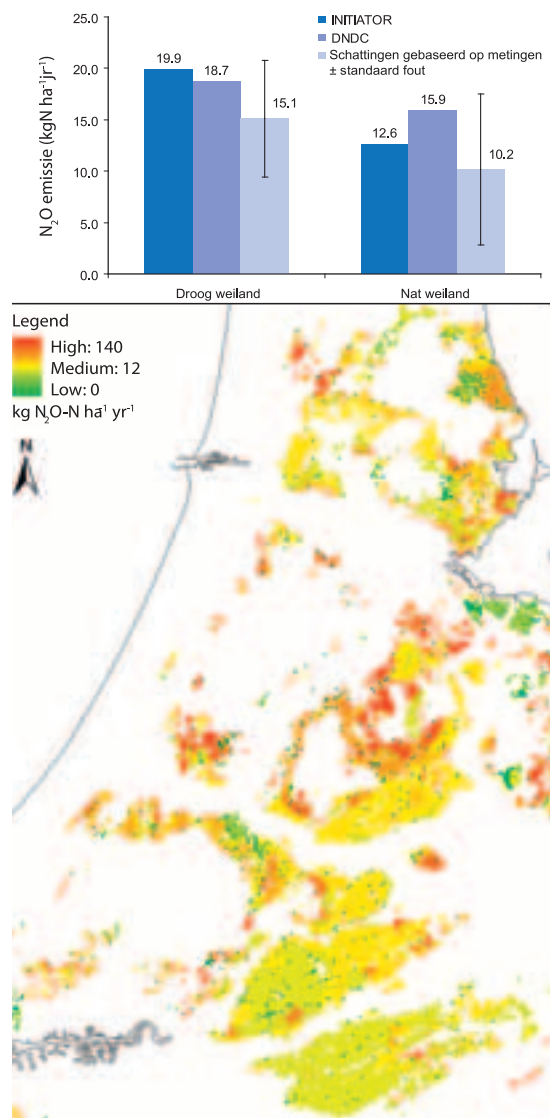 25.0
20.0
15.0
10.0
5.0
0.0
N₂O emissie (kgN ha⁻¹jr⁻¹)
INITIATOR
DNDC
Schattingen gebaseerd op metingen
± standaard fout
19.9
18.7
15.1
12.6
15.9
10.2
Droog weiland
Nat weiland
Legend
High: 140
Medium: 12
Low: 0
kg N₂O-N ha⁻¹ yr⁻¹
N